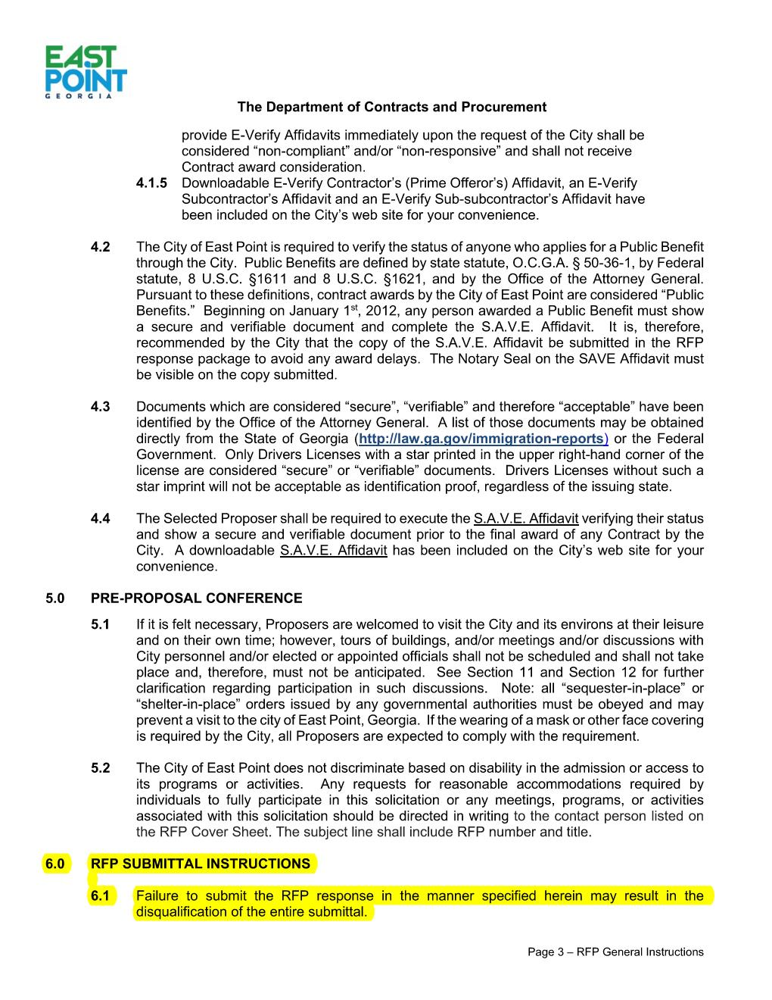 EAST
POINT
GEORGIA
The Department of Contracts and Procurement
provide E-Verify Affidavits immediately upon the request of the City shall be
considered “non-compliant” and/or “non-responsive” and shall not receive
Contract award consideration.
4.1.5 Downloadable E-Verify Contractor’s (Prime Offeror’s) Affidavit, an E-Verify
Subcontractor’s Affidavit and an E-Verify Sub-subcontractor’s Affidavit have
been included on the City’s web site for your convenience.
4.2 The City of East Point is required to verify the status of anyone who applies for a Public Benefit
through the City. Public Benefits are defined by state statute, O.C.G.A. § 50-36-1, by Federal
statute, 8 U.S.C. §1611 and 8 U.S.C. §1621, and by the Office of the Attorney General.
Pursuant to these definitions, contract awards by the City of East Point are considered “Public
Benefits.” Beginning on January 1st, 2012, any person awarded a Public Benefit must show
a secure and verifiable document and complete the S.A.V.E. Affidavit. It is, therefore,
recommended by the City that the copy of the S.A.V.E. Affidavit be submitted in the RFP
response package to avoid any award delays. The Notary Seal on the SAVE Affidavit must
be visible on the copy submitted.
4.3 Documents which are considered “secure”, “verifiable” and therefore “acceptable” have been
identified by the Office of the Attorney General. A list of those documents may be obtained
directly from the State of Georgia (http://law.ga.gov/immigration-reports) or the Federal
Government. Only Drivers Licenses with a star printed in the upper right-hand corner of the
license are considered “secure” or “verifiable” documents. Drivers Licenses without such a
star imprint will not be acceptable as identification proof, regardless of the issuing state.
4.4 The Selected Proposer shall be required to execute the S.A.V.E. Affidavit verifying their status
and show a secure and verifiable document prior to the final award of any Contract by the
City. A downloadable S.A.V.E. Affidavit has been included on the City’s web site for your
convenience.
5.0 PRE-PROPOSAL CONFERENCE
5.1 If it is felt necessary, Proposers are welcomed to visit the City and its environs at their leisure
and on their own time; however, tours of buildings, and/or meetings and/or discussions with
City personnel and/or elected or appointed officials shall not be scheduled and shall not take
place and, therefore, must not be anticipated. See Section 11 and Section 12 for further
clarification regarding participation in such discussions. Note: all “sequester-in-place” or
“shelter-in-place” orders issued by any governmental authorities must be obeyed and may
prevent a visit to the city of East Point, Georgia. If the wearing of a mask or other face covering
is required by the City, all Proposers are expected to comply with the requirement.
5.2 The City of East Point does not discriminate based on disability in the admission or access to
its programs or activities. Any requests for reasonable accommodations required by
individuals to fully participate in this solicitation or any meetings, programs, or activities
associated with this solicitation should be directed in writing to the contact person listed on
the RFP Cover Sheet. The subject line shall include RFP number and title.
6.0 RFP SUBMITTAL INSTRUCTIONS
6.1 Failure to submit the RFP response in the manner specified herein may result in the
disqualification of the entire submittal.
Page 3 – RFP General Instructions